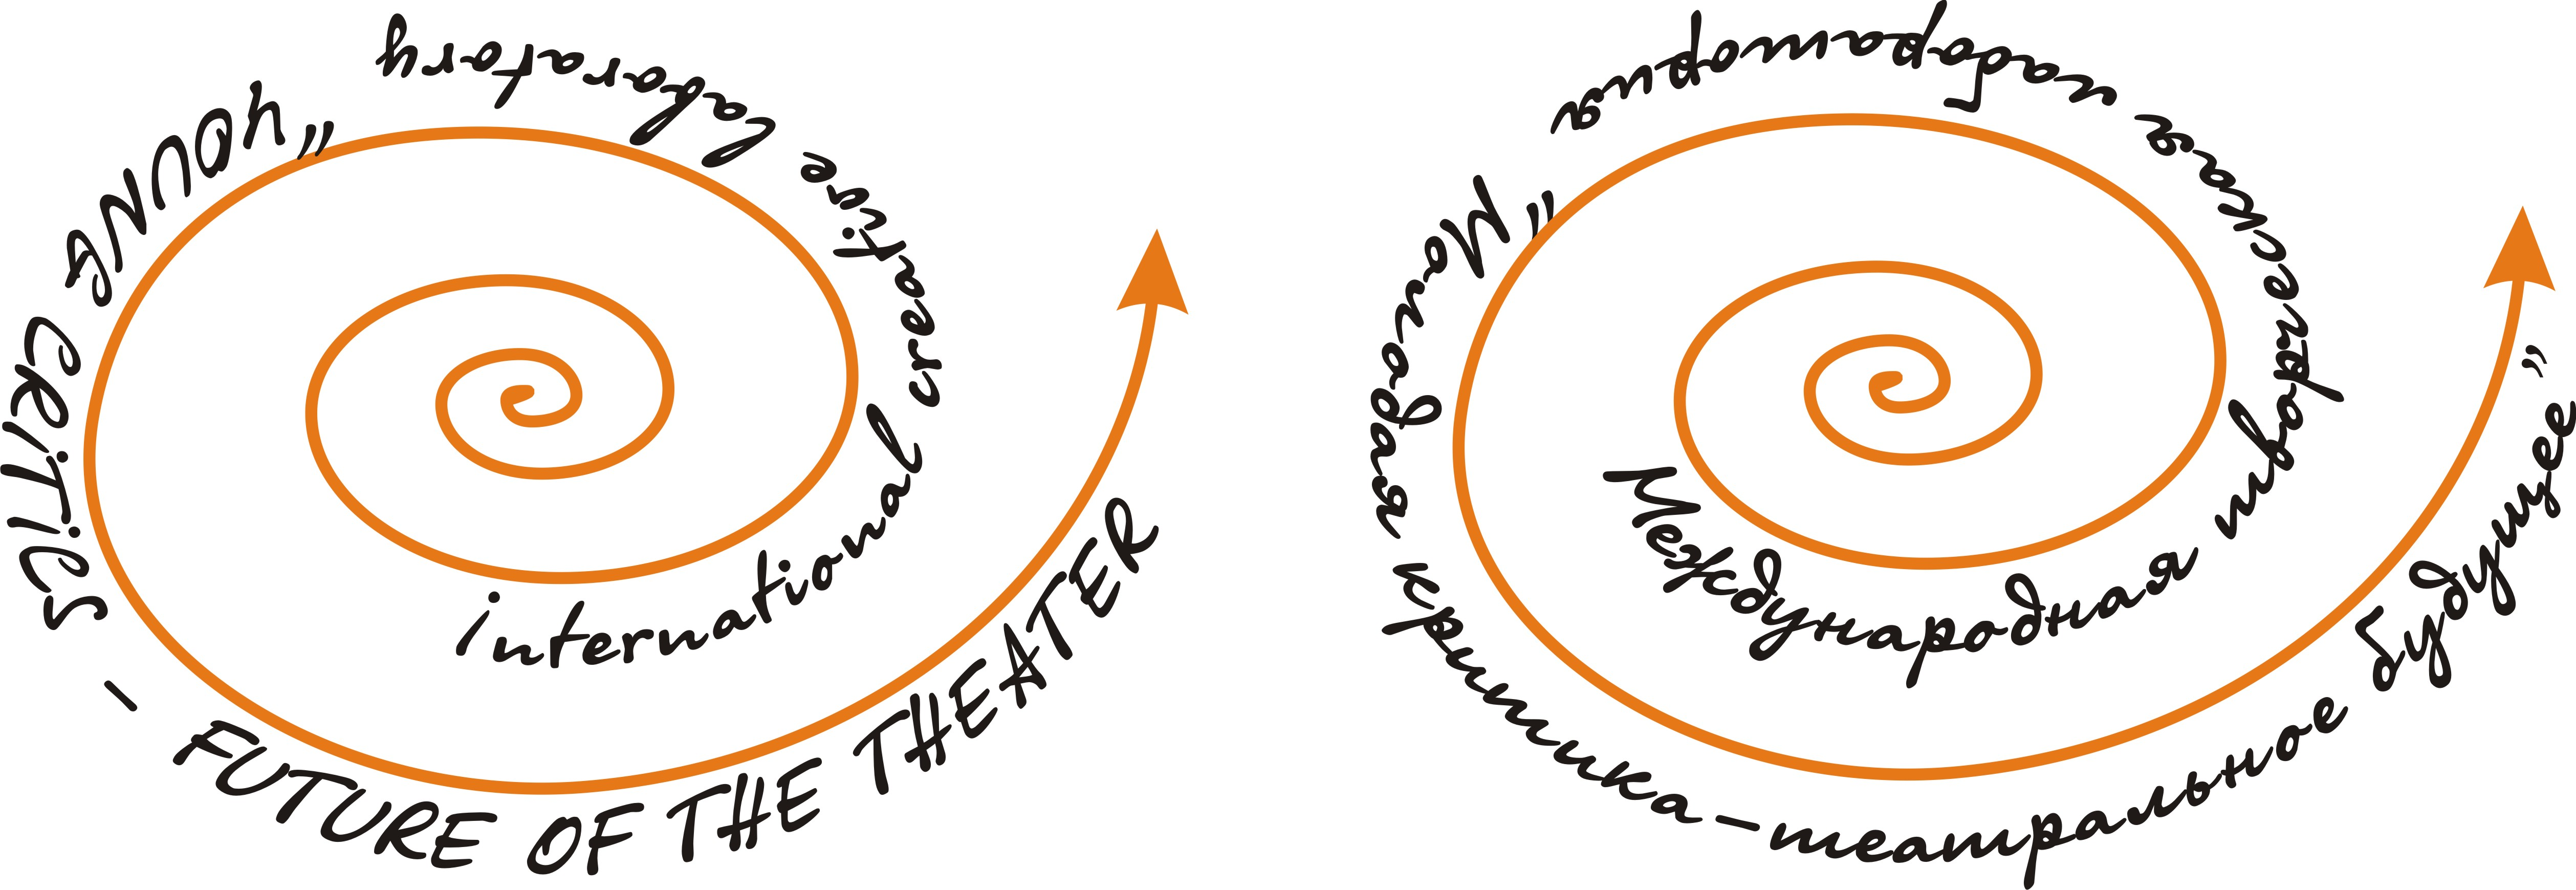 international creative laboratory
"YOUNG CRiTiCS – FUTURE OF THE THEATER
Международная творческая лаборатория
"Молодая критика-театральное будущее"